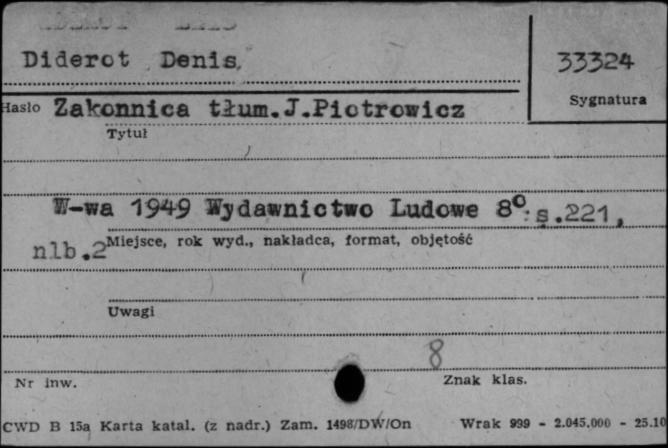 Diderot Denis,
33324
Sygnatura
Hasło Zakonnica tłum.J.Piotrowicz
Tytuł
W-wa 1949 Wydawnictwo Ludowe 8°: s.221,
nlb.2
Miejsce, rok wyd., nakładca, format, objętość
Uwagi
8
Nr inw.
Znak klas.
CWD B 15a Karta katal. (z nadr.) Zam. 1498/DW/On Wrak 999 - 2.045.000 - 25.10